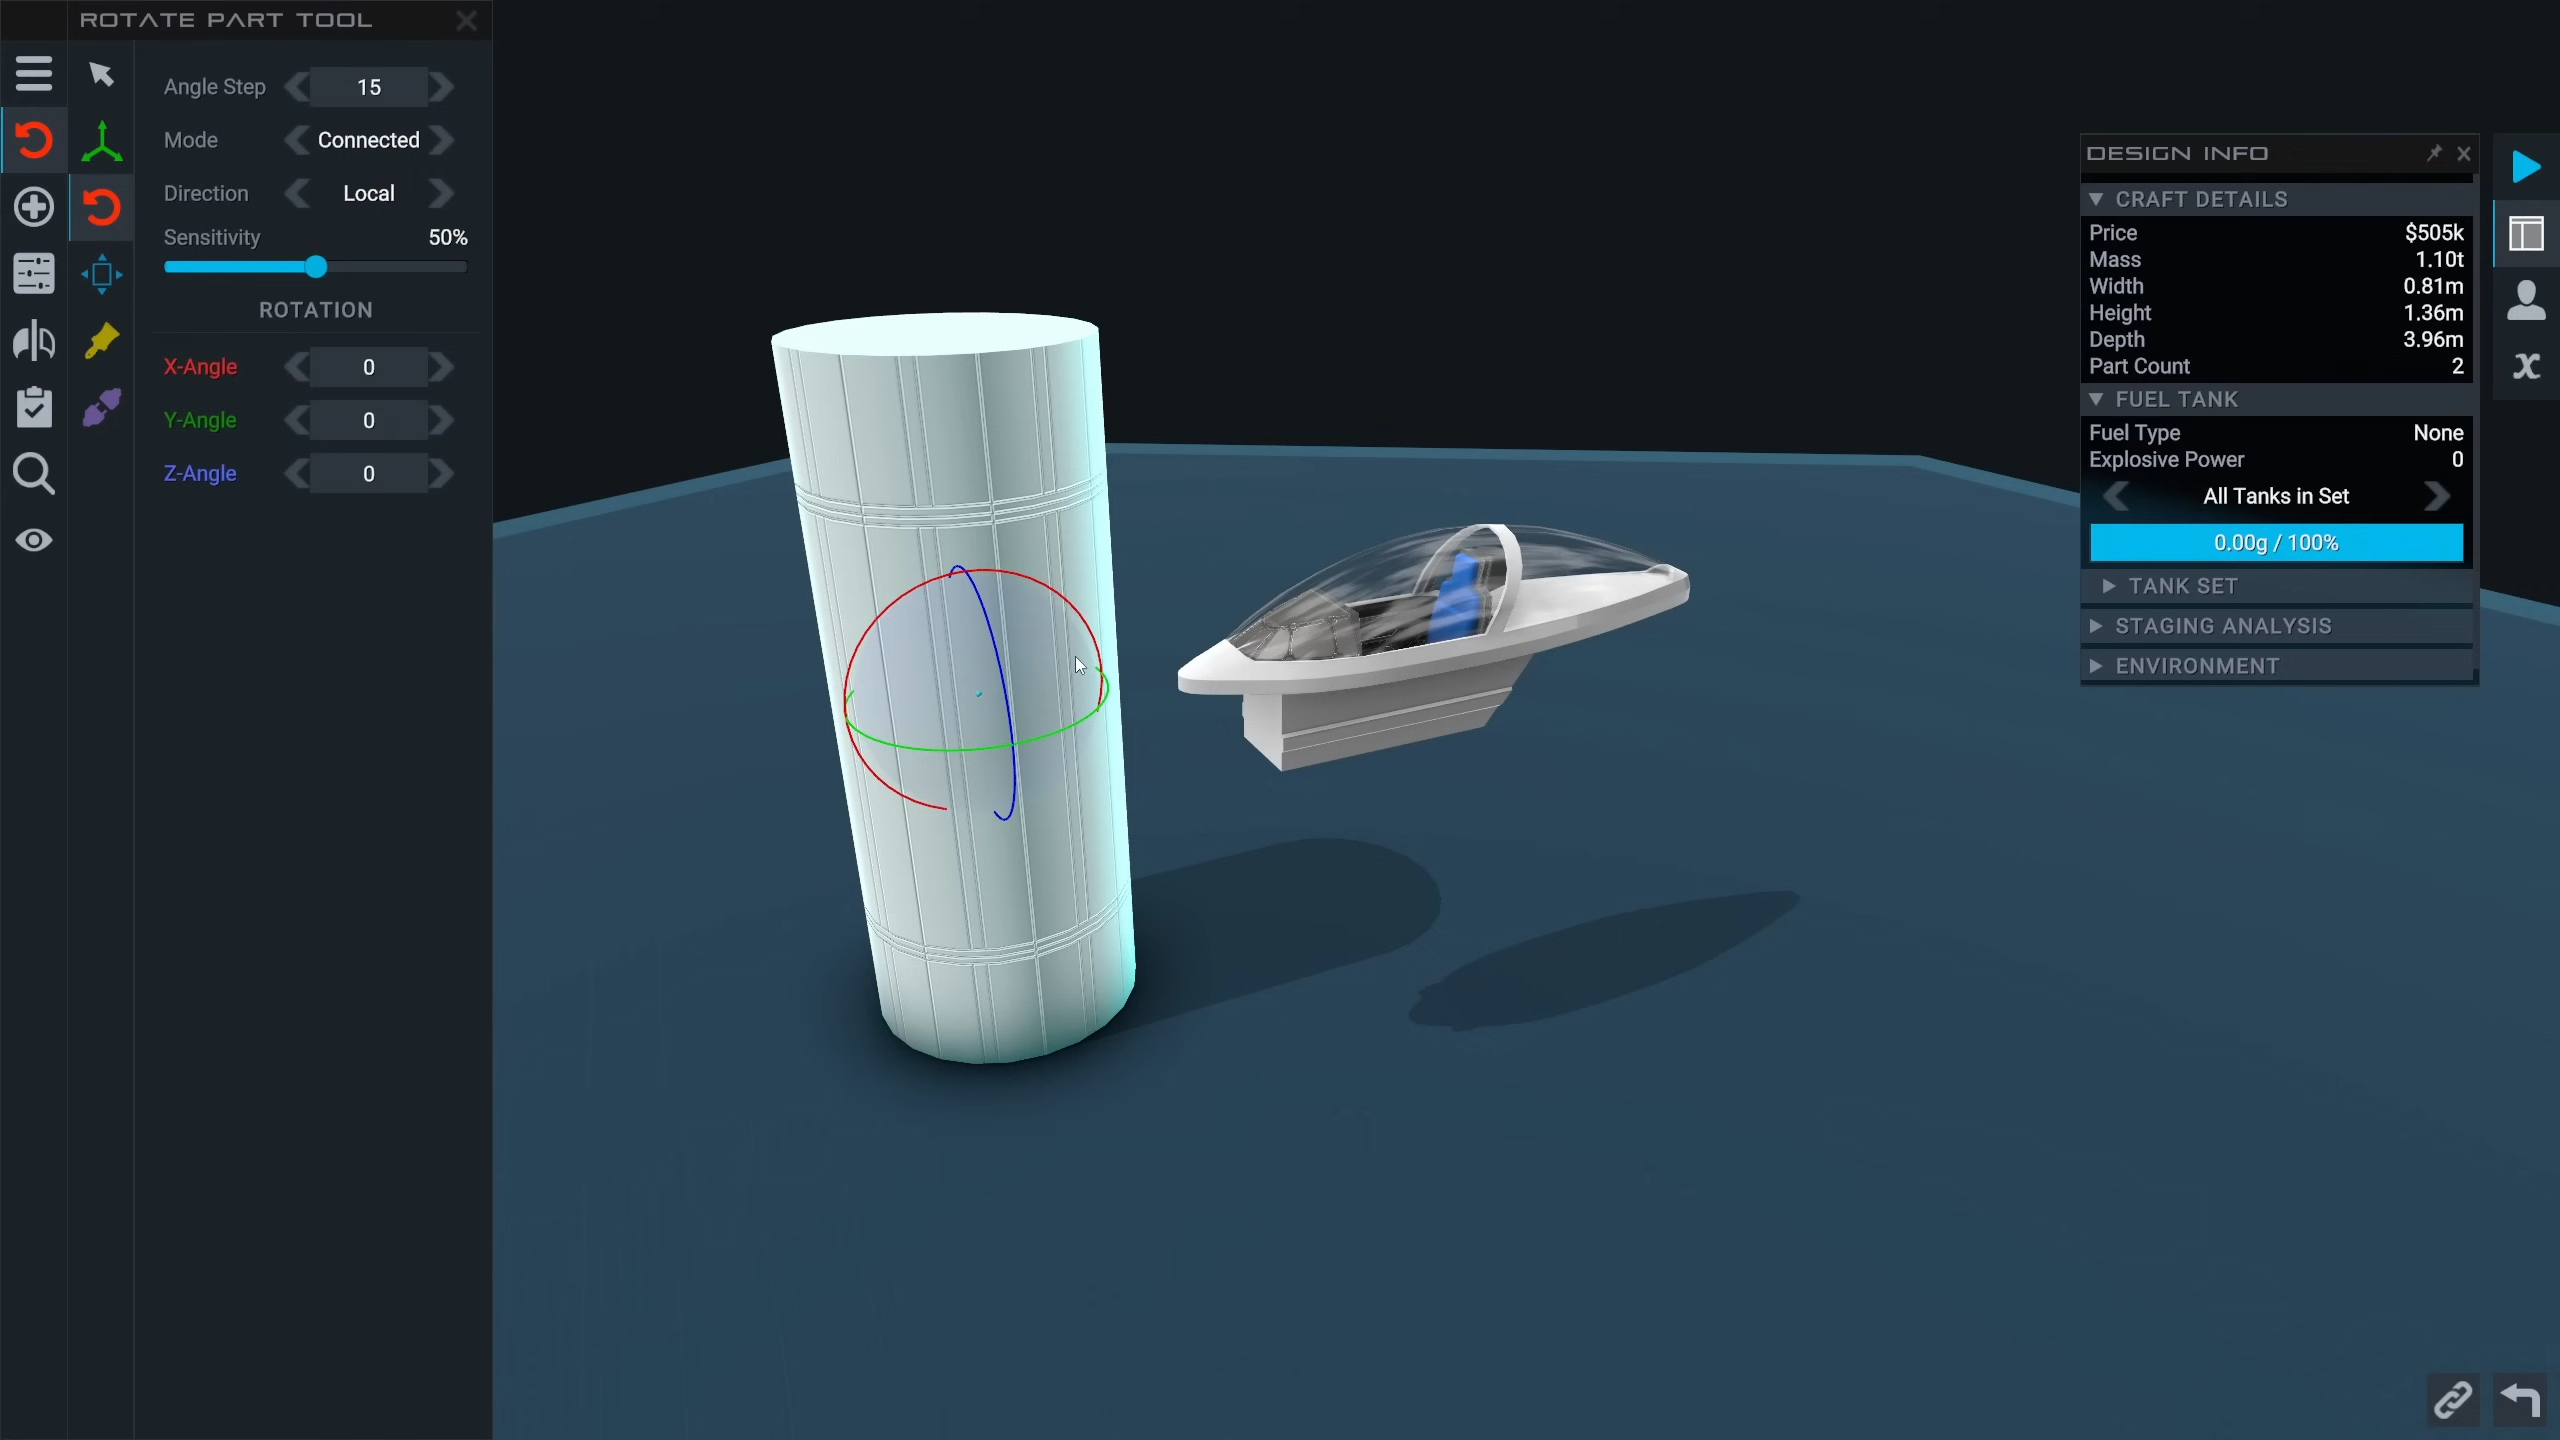 ROTATE PART TOOL
Angle Step 15
Mode Connected
Direction Local
Sensitivity 50%
ROTATION
X-Angle 0
Y-Angle 0
Z-Angle 0
DESIGN INFO
CRAFT DETAILS
Price $505k
Mass 1.10t
Width 0.81m
Height 1.36m
Depth 3.96m
Part Count 2
FUEL TANK
Fuel Type None
Explosive Power 0
All Tanks in Set
0.00g / 100%
TANK SET
STAGING ANALYSIS
ENVIRONMENT